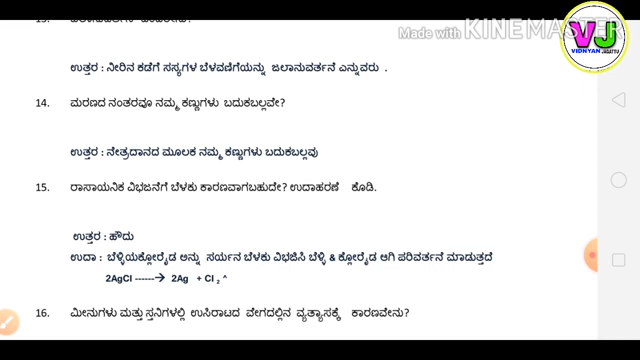 Made with KINEMASTER
VJ
VIDNYAN JAGATTU
ಉತ್ತರ : ನೀರಿನ ಕಡೆಗೆ ಸಸ್ಯಗಳ ಬೆಳವಣಿಗೆಯನ್ನು ಜಲಾನುವರ್ತನೆ ಎನ್ನುವರು .
14. ಮರಣದ ನಂತರವೂ ನಮ್ಮ ಕಣ್ಣುಗಳು ಬದುಕಬಲ್ಲವೇ?
ಉತ್ತರ : ನೇತ್ರದಾನದ ಮೂಲಕ ನಮ್ಮ ಕಣ್ಣುಗಳು ಬದುಕಬಲ್ಲವು
15. ರಾಸಾಯನಿಕ ವಿಭಜನೆಗೆ ಬೆಳಕು ಕಾರಣವಾಗಬಹುದೇ? ಉದಾಹರಣೆ ಕೊಡಿ.
ಉತ್ತರ : ಹೌದು
ಉದಾ : ಬೆಳ್ಳಿಯಕ್ಲೋರೈಡ ಅನ್ನು ಸರ್ಯನ ಬೆಳಕು ವಿಭಜಿಸಿ ಬೆಳ್ಳಿ & ಕ್ಲೋರೈಡ ಆಗಿ ಪರಿವರ್ತನೆ ಮಾಡುತ್ತದೆ
2AgCl ------→ 2Ag + Cl 2 ^
16. ಮೀನುಗಳು ಮತ್ತು ಸ್ತನಿಗಳಲ್ಲಿ ಉಸಿರಾಟದ ವೇಗದಲ್ಲಿನ ವ್ಯತ್ಯಾಸಕ್ಕೆ ಕಾರಣವೇನು?